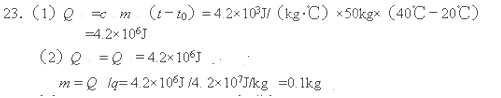 23.（1）Q =c m （t-t₀）= 4.2×10³J/（kg·℃）×50kg×（40℃-20℃）
=4.2×10⁶J
（2）Q =Q =4.2×10⁶J
m=Q /q=4.2×10⁶J /4. 2×10⁷J/kg =0.1kg